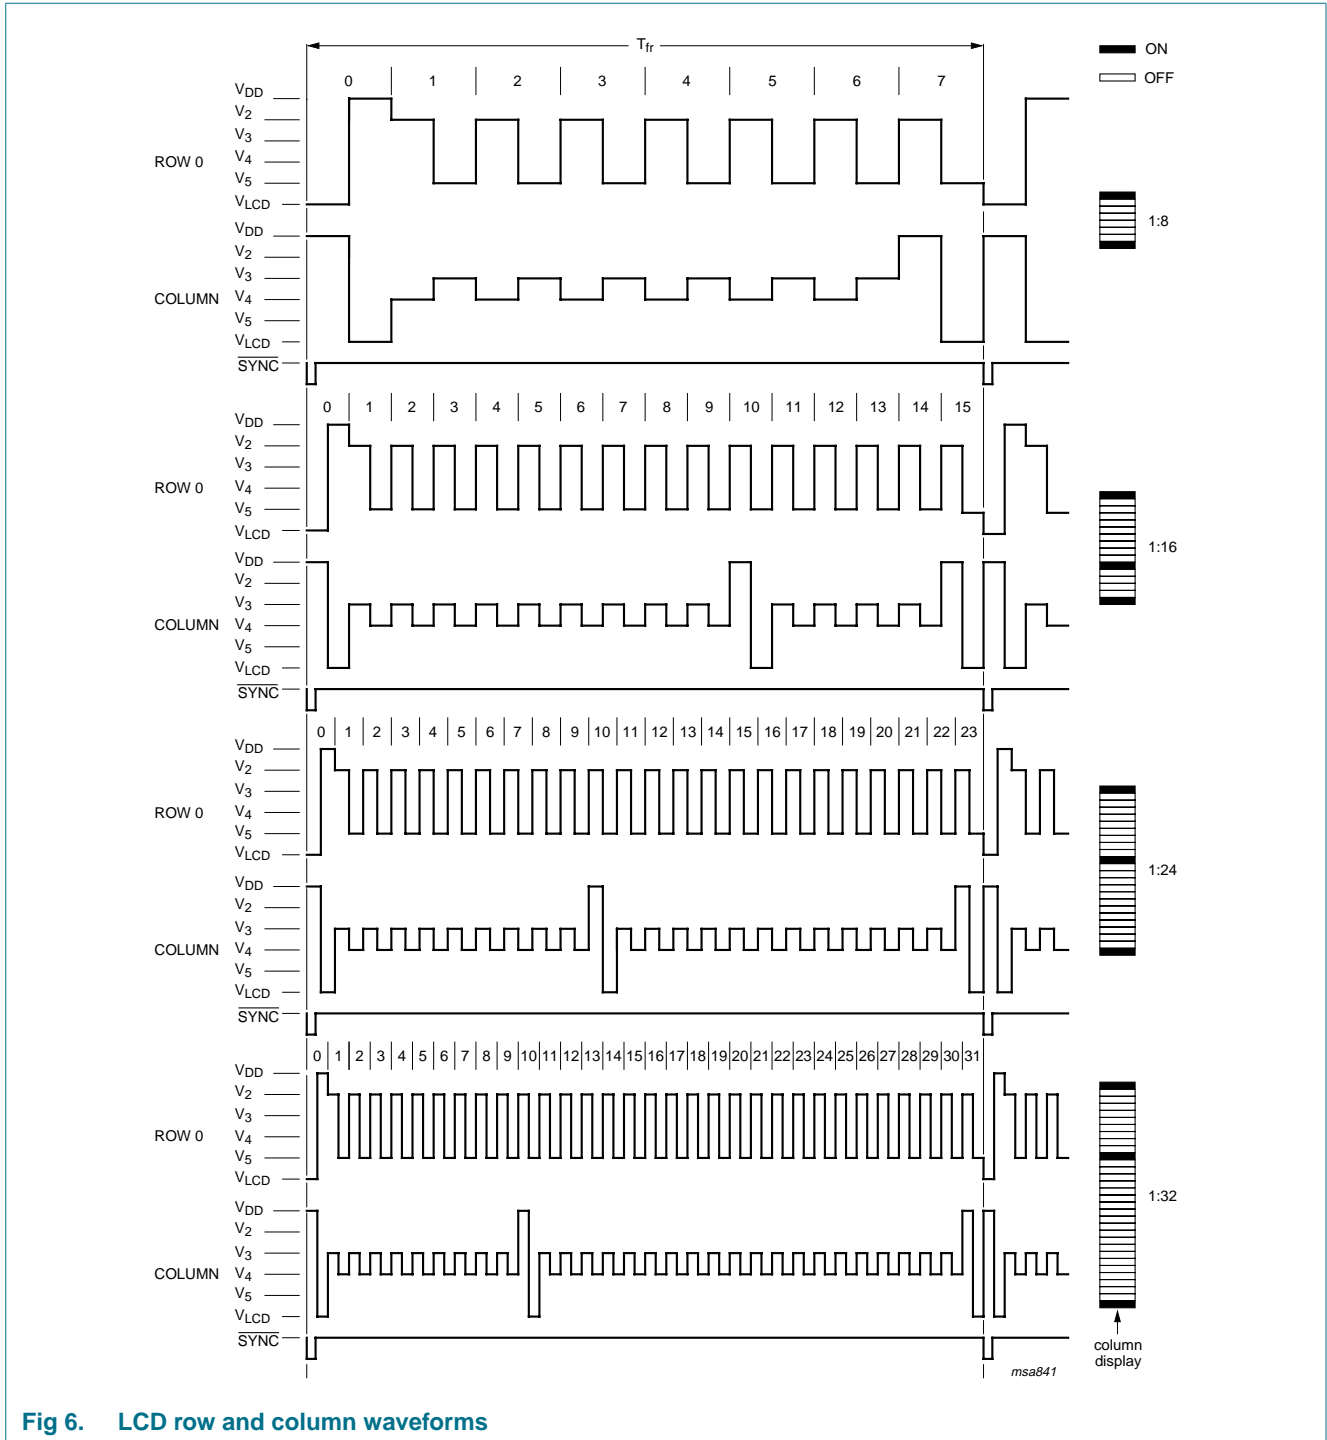 Tfr
ON
OFF
0 1 2 3 4 5 6 7
VDD
V2
V3
ROW 0 V4
V5
VLCD
1:8
VDD
V2
V3
COLUMN V4
V5
VLCD
SYNC
0 1 2 3 4 5 6 7 8 9 10 11 12 13 14 15
VDD
V2
V3
ROW 0 V4
V5
VLCD
1:16
VDD
V2
V3
COLUMN V4
V5
VLCD
SYNC
0 1 2 3 4 5 6 7 8 9 10 11 12 13 14 15 16 17 18 19 20 21 22 23
VDD
V2
V3
ROW 0 V4
V5
VLCD
1:24
VDD
V2
V3
COLUMN V4
V5
VLCD
SYNC
0 1 2 3 4 5 6 7 8 9 10 11 12 13 14 15 16 17 18 19 20 21 22 23 24 25 26 27 28 29 30 31
VDD
V2
V3
ROW 0 V4
V5
VLCD
1:32
VDD
V2
V3
COLUMN V4
V5
VLCD
SYNC
column
display
msa841
Fig 6. LCD row and column waveforms